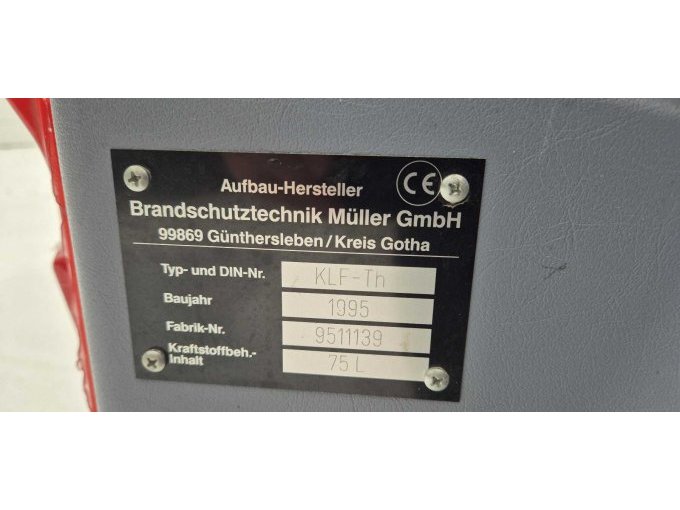 Aufbau-Hersteller CE
Brandschutztechnik Müller GmbH
99869 Günthersleben/Kreis Gotha
Typ- und DIN-Nr. KLF-Th
Baujahr 1995
Fabrik-Nr. 9511139
Kraftstoffbeh.-
Inhalt 75 L